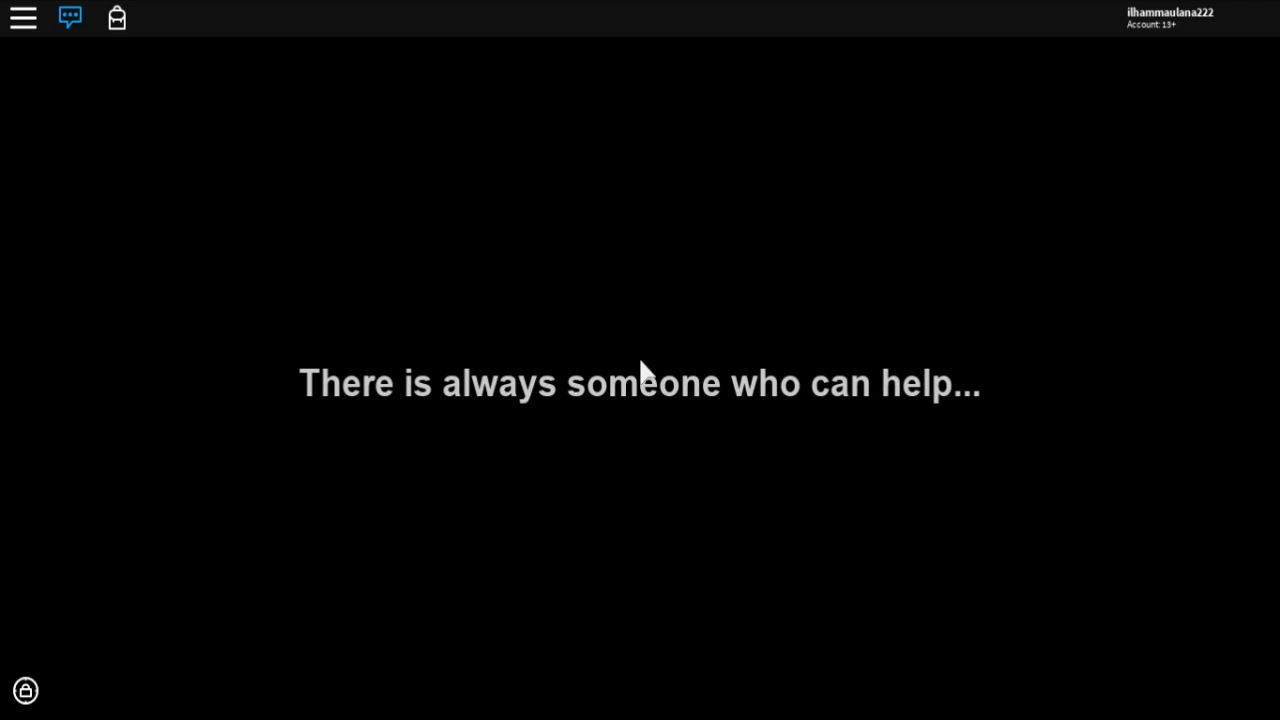 ilhammaulana222
Account: 13+
There is always someone who can help...